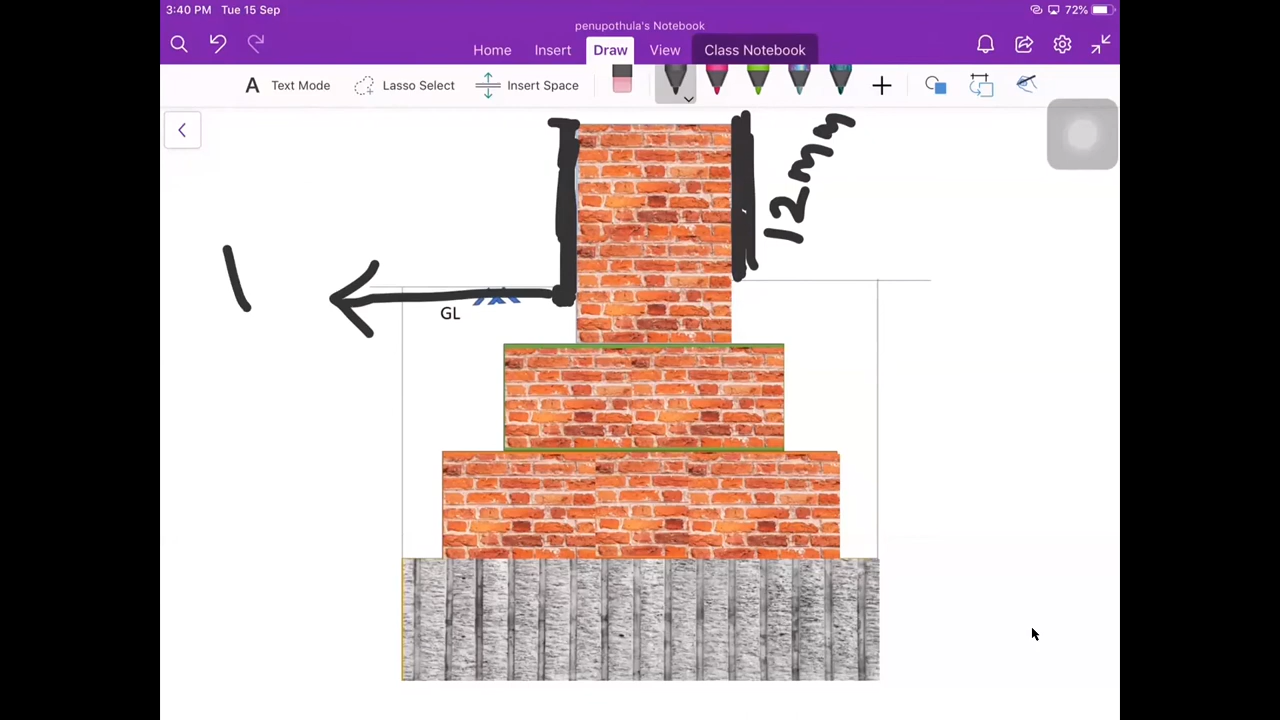 3:40 PM Tue 15 Sep
72%
penupothula's Notebook
Home Insert Draw View Class Notebook
A Text Mode Lasso Select Insert Space
12mm
GL